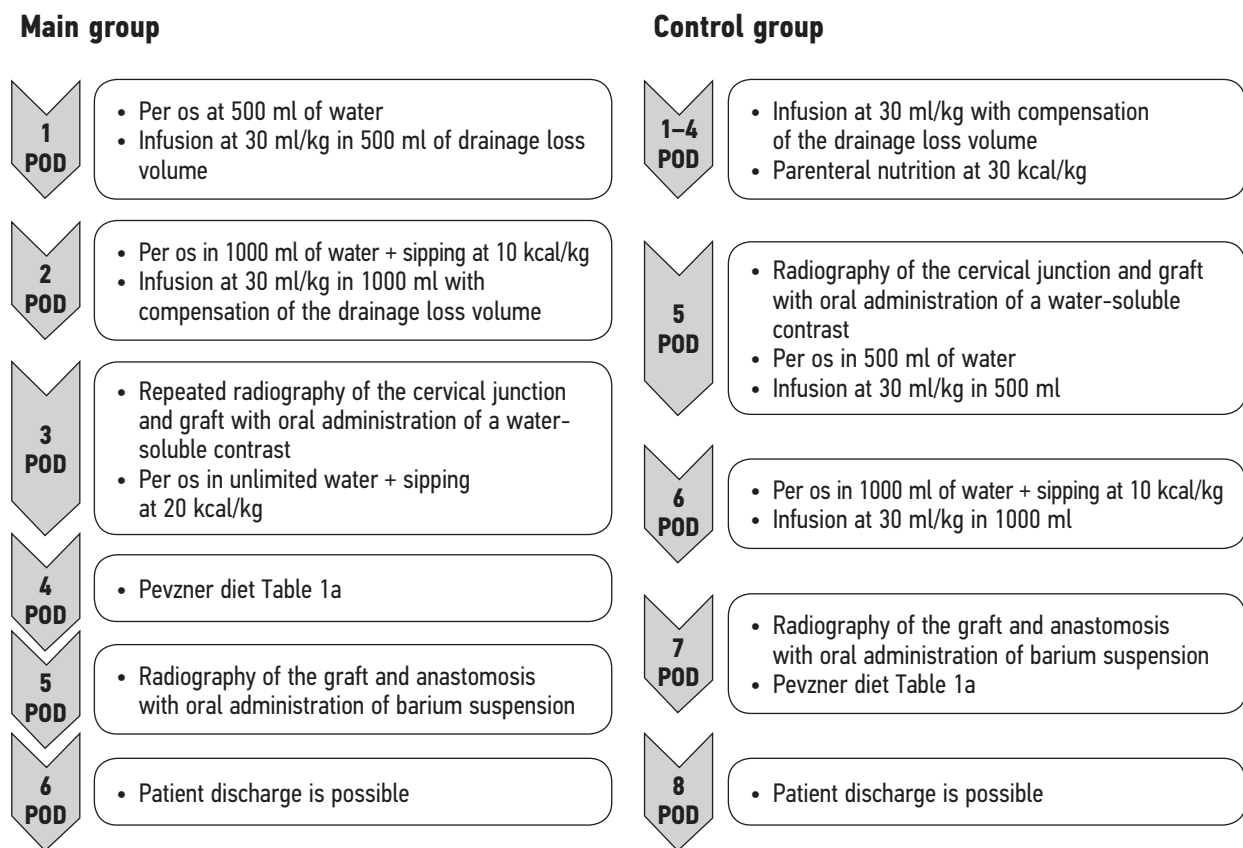 Main group
1
POD
• Per os at 500 ml of water
• Infusion at 30 ml/kg in 500 ml of drainage loss
volume
2
POD
• Per os in 1000 ml of water + sipping at 10 kcal/kg
• Infusion at 30 ml/kg in 1000 ml with
compensation of the drainage loss volume
3
POD
• Repeated radiography of the cervical junction
and graft with oral administration of a water-
soluble contrast
• Per os in unlimited water + sipping
at 20 kcal/kg
4
POD
• Pevzner diet Table 1a
5
POD
• Radiography of the graft and anastomosis
with oral administration of barium suspension
6
POD
• Patient discharge is possible
Control group
1–4
POD
• Infusion at 30 ml/kg with compensation
of the drainage loss volume
• Parenteral nutrition at 30 kcal/kg
5
POD
• Radiography of the cervical junction and graft
with oral administration of a water-soluble
contrast
• Per os in 500 ml of water
• Infusion at 30 ml/kg in 500 ml
6
POD
• Per os in 1000 ml of water + sipping at 10 kcal/kg
• Infusion at 30 ml/kg in 1000 ml
7
POD
• Radiography of the graft and anastomosis
with oral administration of barium suspension
• Pevzner diet Table 1a
8
POD
• Patient discharge is possible